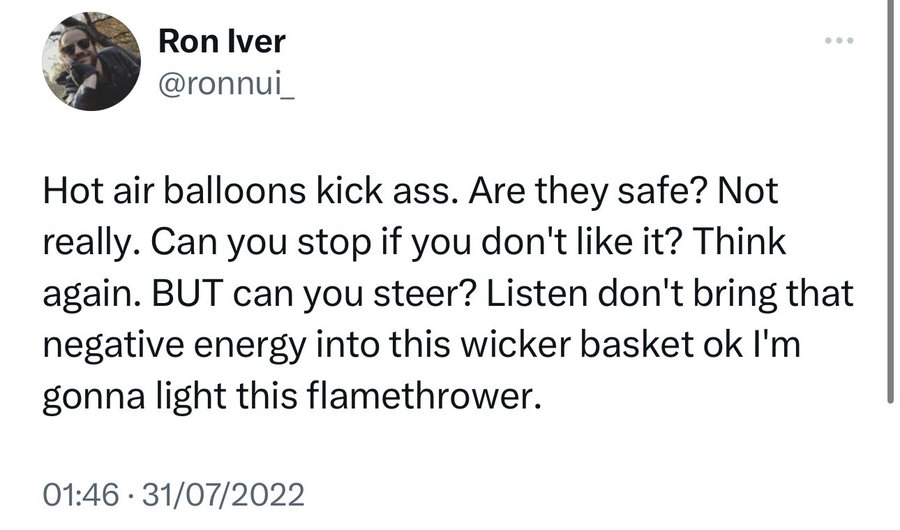 Ron Iver
@ronnui_
Hot air balloons kick ass. Are they safe? Not
really. Can you stop if you don't like it? Think
again. BUT can you steer? Listen don't bring that
negative energy into this wicker basket ok I'm
gonna light this flamethrower.
01:46 · 31/07/2022